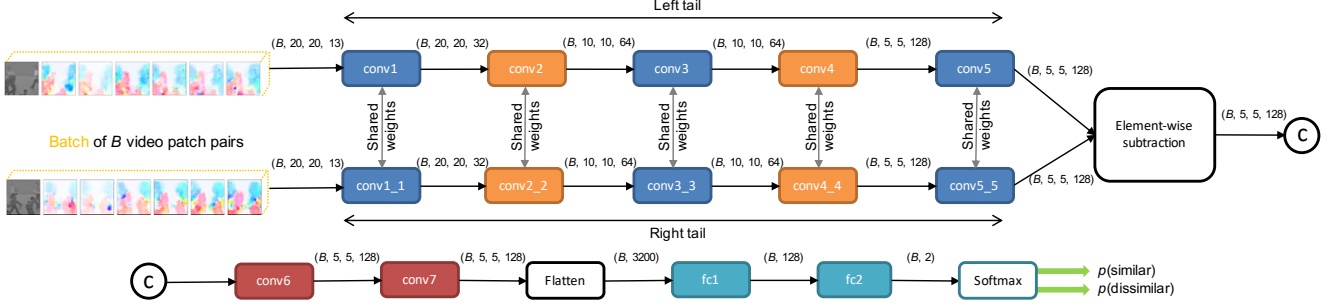 Left tail
(B, 20, 20, 13) (B, 20, 20, 32) (B, 10, 10, 64) (B, 10, 10, 64) (B, 5, 5, 128)
conv1 conv2 conv3 conv4 conv5
(B, 5, 5, 128)
Shared weights Shared weights Shared weights Shared weights Shared weights
Batch of B video patch pairs
Element-wise
subtraction
(B, 5, 5, 128)
C
(B, 20, 20, 13) (B, 20, 20, 32) (B, 10, 10, 64) (B, 10, 10, 64) (B, 5, 5, 128)
conv1_1 conv2_2 conv3_3 conv4_4 conv5_5
(B, 5, 5, 128)
Right tail
(B, 5, 5, 128) (B, 5, 5, 128) (B, 3200) (B, 128) (B, 2)
C conv6 conv7 Flatten fc1 fc2 Softmax
p(similar)
p(dissimilar)